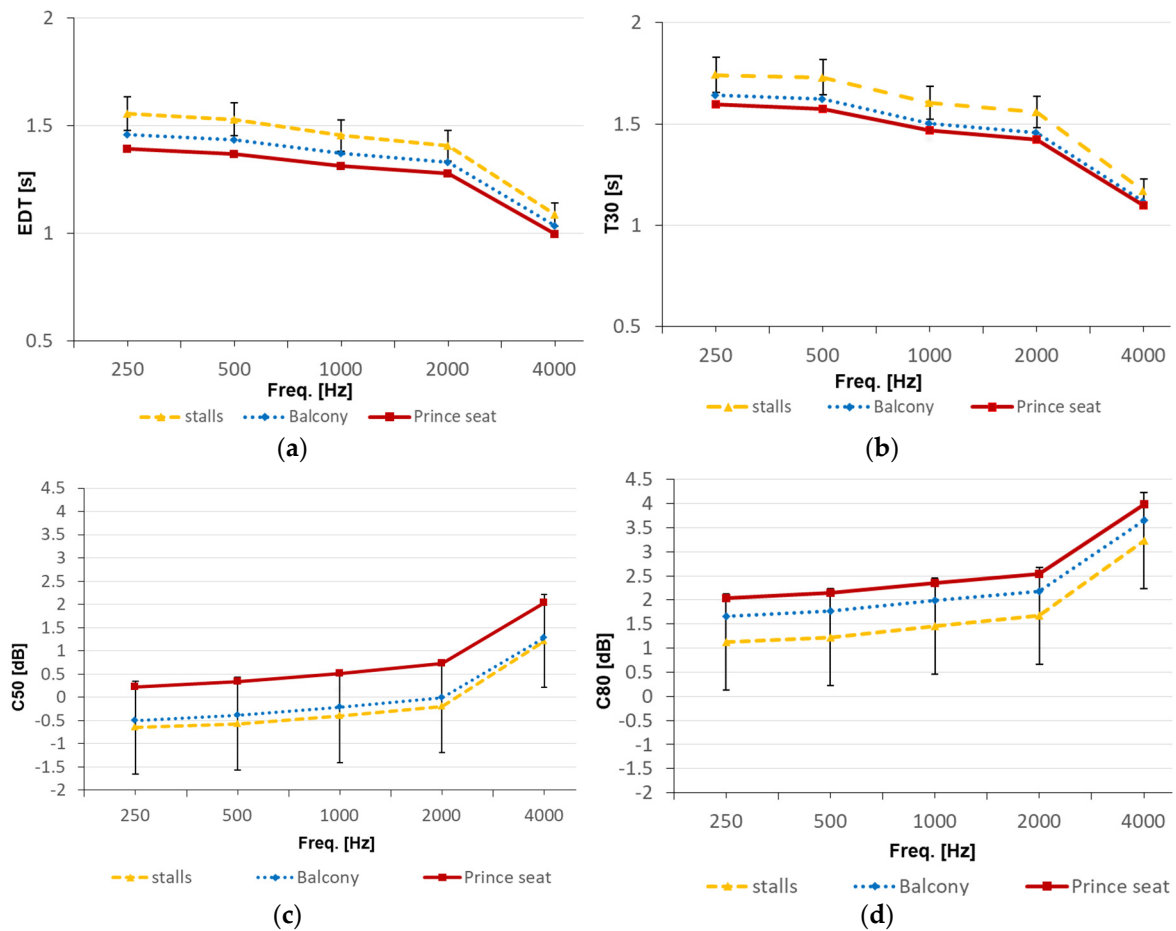 2
1.5
1
0.5
EDT [s]
250 500 1000 2000 4000
Freq. [Hz]
stalls Balcony Prince seat
(a)
2
1.5
1
0.5
T30 [s]
250 500 1000 2000 4000
Freq. [Hz]
stalls Balcony Prince seat
(b)
4.5
4
3.5
3
2.5
2
1.5
1
0.5
0
-0.5
-1
-1.5
-2
C50 [dB]
250 500 1000 2000 4000
Freq. [Hz]
stalls Balcony Prince seat
(c)
4.5
4
3.5
3
2.5
2
1.5
1
0.5
0
-0.5
-1
-1.5
-2
C80 [dB]
250 500 1000 2000 4000
Freq. [Hz]
stalls Balcony Prince seat
(d)